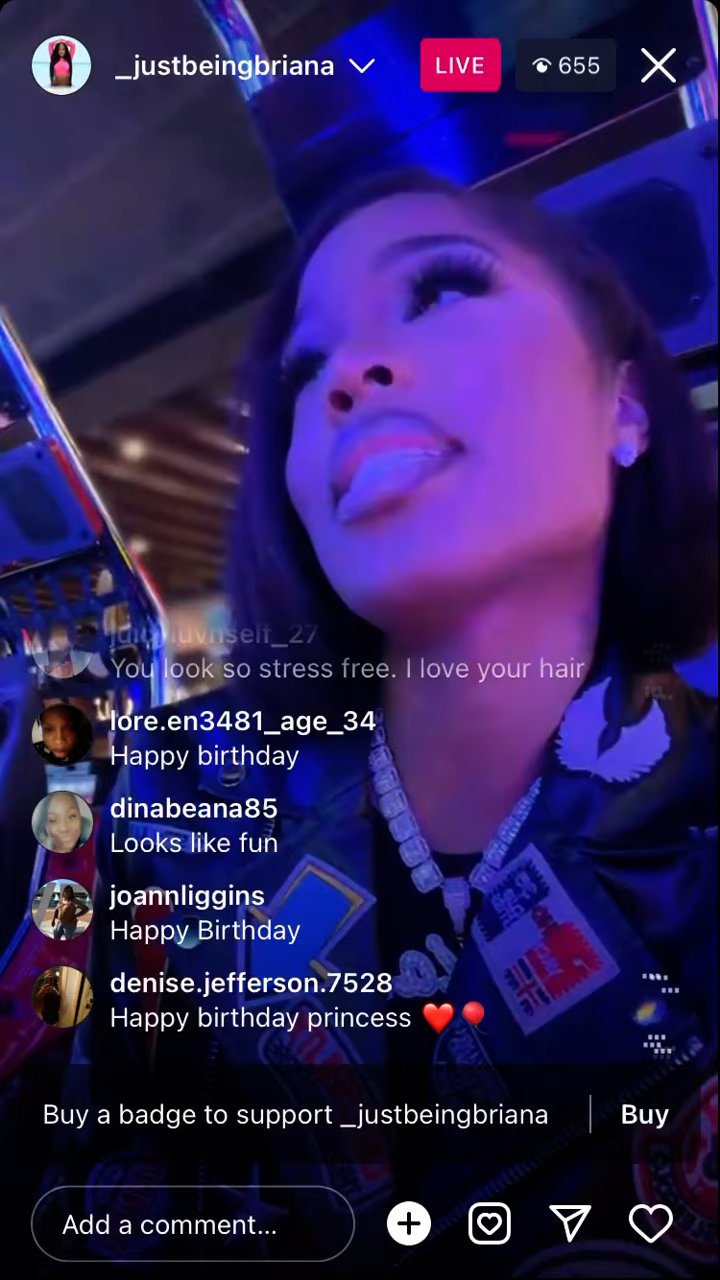 _justbeingbriana
LIVE
655
You look so stress free. I love your hair
lore.en3481_age_34
Happy birthday
dinabeana85
Looks like fun
joannliggins
Happy Birthday
denise.jefferson.7528
Happy birthday princess ❤️🎈
Buy a badge to support _justbeingbriana
Buy
Add a comment...